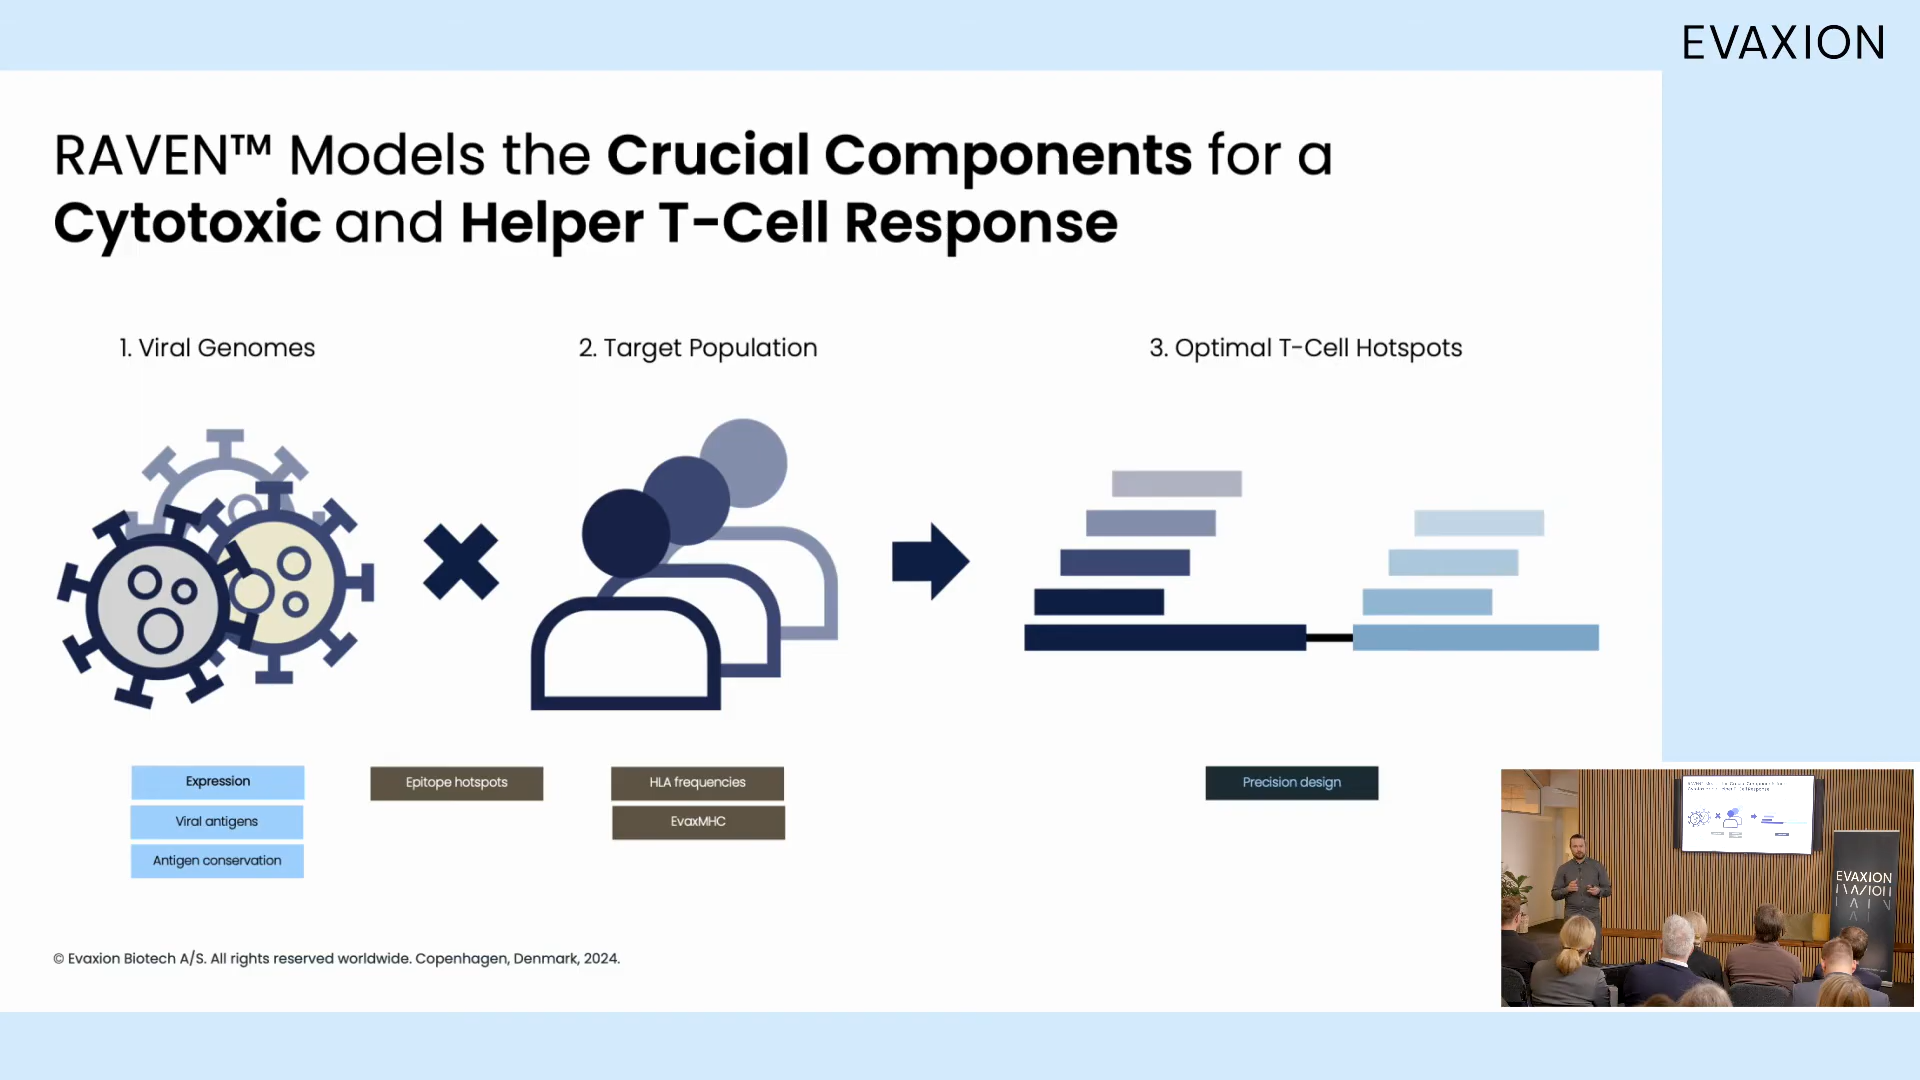 EVAXION
RAVEN™ Models the Crucial Components for a
Cytotoxic and Helper T-Cell Response
1. Viral Genomes
2. Target Population
3. Optimal T-Cell Hotspots
Expression
Viral antigens
Antigen conservation
Epitope hotspots
HLA frequencies
EvaxMHC
Precision design
© Evaxion Biotech A/S. All rights reserved worldwide. Copenhagen, Denmark, 2024.
EVAXION